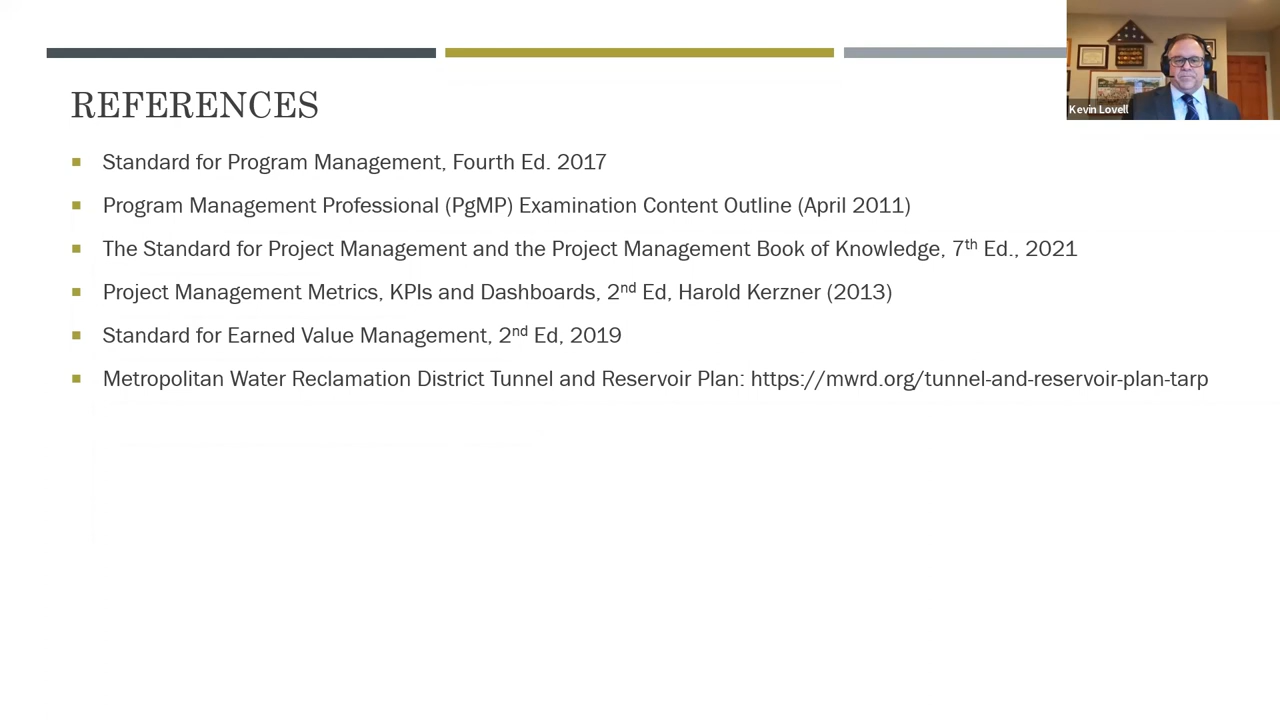 REFERENCES
Standard for Program Management, Fourth Ed. 2017
Program Management Professional (PgMP) Examination Content Outline (April 2011)
The Standard for Project Management and the Project Management Book of Knowledge, 7th Ed., 2021
Project Management Metrics, KPIs and Dashboards, 2nd Ed, Harold Kerzner (2013)
Standard for Earned Value Management, 2nd Ed, 2019
Metropolitan Water Reclamation District Tunnel and Reservoir Plan: https://mwrd.org/tunnel-and-reservoir-plan-tarp
Kevin Lovell